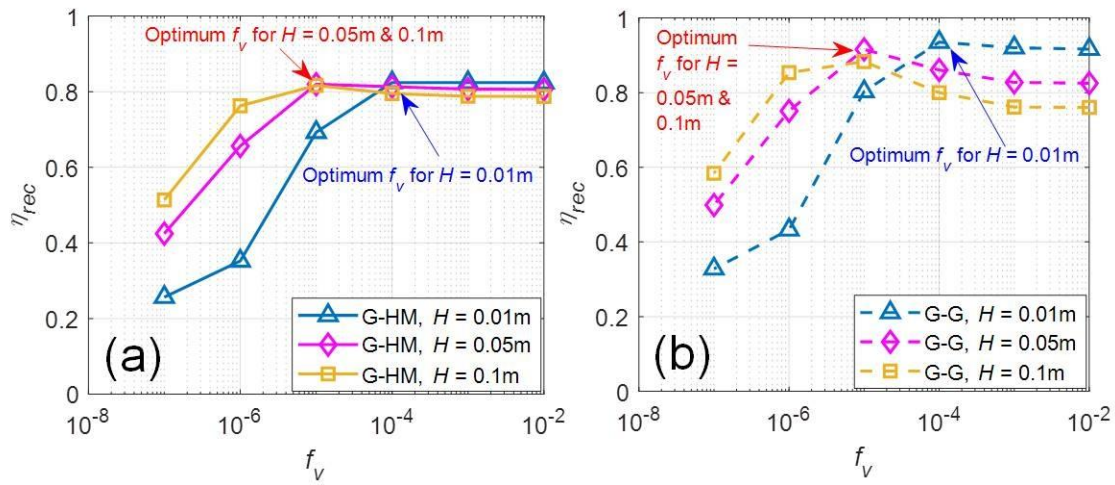 1
0.8
0.6
0.4
0.2
0
η_rec
Optimum f_v for H = 0.05m & 0.1m
Optimum f_v for H = 0.01m
(a)
G-HM, H = 0.01m
G-HM, H = 0.05m
G-HM, H = 0.1m
10^-8 10^-6 10^-4 10^-2
f_v
1
0.8
0.6
0.4
0.2
0
η_rec
Optimum
f_v for H =
0.05m &
0.1m
Optimum f_v for H = 0.01m
(b)
G-G, H = 0.01m
G-G, H = 0.05m
G-G, H = 0.1m
10^-8 10^-6 10^-4 10^-2
f_v